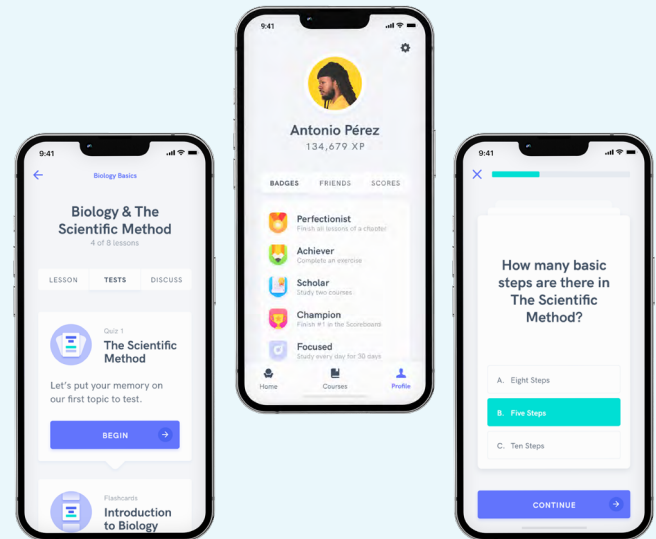 9:41
Biology Basics
Biology & The
Scientific Method
4 of 8 lessons
LESSON TESTS DISCUSS
Quiz 1
The Scientific
Method
Let's put your memory on
our first topic to test.
BEGIN
Flashcards
Introduction
to Biology
9:41
Antonio Pérez
134,679 XP
BADGES FRIENDS SCORES
Perfectionist
Finish all lessons of a chapter
Achiever
Complete an exercise
Scholar
Study two courses
Champion
Finish #1 in the Scoreboard
Focused
Study every day for 30 days
Home Courses Profile
9:41
How many basic
steps are there in
The Scientific
Method?
A. Eight Steps
B. Five Steps
C. Ten Steps
CONTINUE